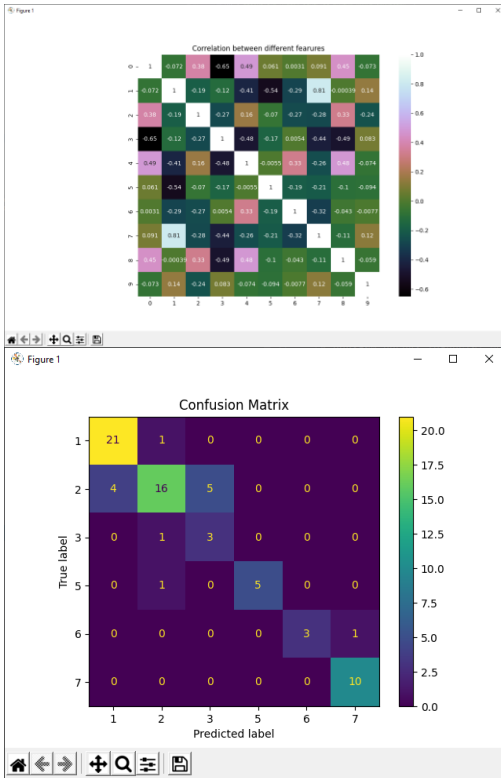 Figure 1
Correlation between different fearures
0 1 -0.072 0.38 -0.65 0.49 0.061 0.0031 0.091 0.45 -0.073
1 -0.072 1 -0.19 -0.12 -0.41 -0.54 -0.29 0.81 -0.00039 0.14
2 0.38 -0.19 1 -0.27 0.16 -0.07 -0.27 -0.28 0.33 -0.24
3 -0.65 -0.12 -0.27 1 -0.48 -0.17 0.0054 -0.44 -0.49 0.083
4 0.49 -0.41 0.16 -0.48 1 -0.0055 0.33 -0.26 0.48 -0.074
5 0.061 -0.54 -0.07 -0.17 -0.0055 1 -0.19 -0.21 -0.1 -0.094
6 0.0031 -0.29 -0.27 0.0054 0.33 -0.19 1 -0.32 -0.043 -0.0077
7 0.091 0.81 -0.28 -0.44 -0.26 -0.21 -0.32 1 -0.11 0.12
8 0.45 -0.00039 0.33 -0.49 0.48 -0.1 -0.043 -0.11 1 -0.059
9 -0.073 0.14 -0.24 0.083 -0.074 -0.094 -0.0077 0.12 -0.059 1
0 1 2 3 4 5 6 7 8 9
1.0
0.8
0.6
0.4
0.2
0.0
-0.2
-0.4
-0.6
Figure 1
Confusion Matrix
True label
1 21 1 0 0 0 0
2 4 16 5 0 0 0
3 0 1 3 0 0 0
5 0 1 0 5 0 0
6 0 0 0 0 3 1
7 0 0 0 0 0 10
1 2 3 5 6 7
Predicted label
20.0
17.5
15.0
12.5
10.0
7.5
5.0
2.5
0.0